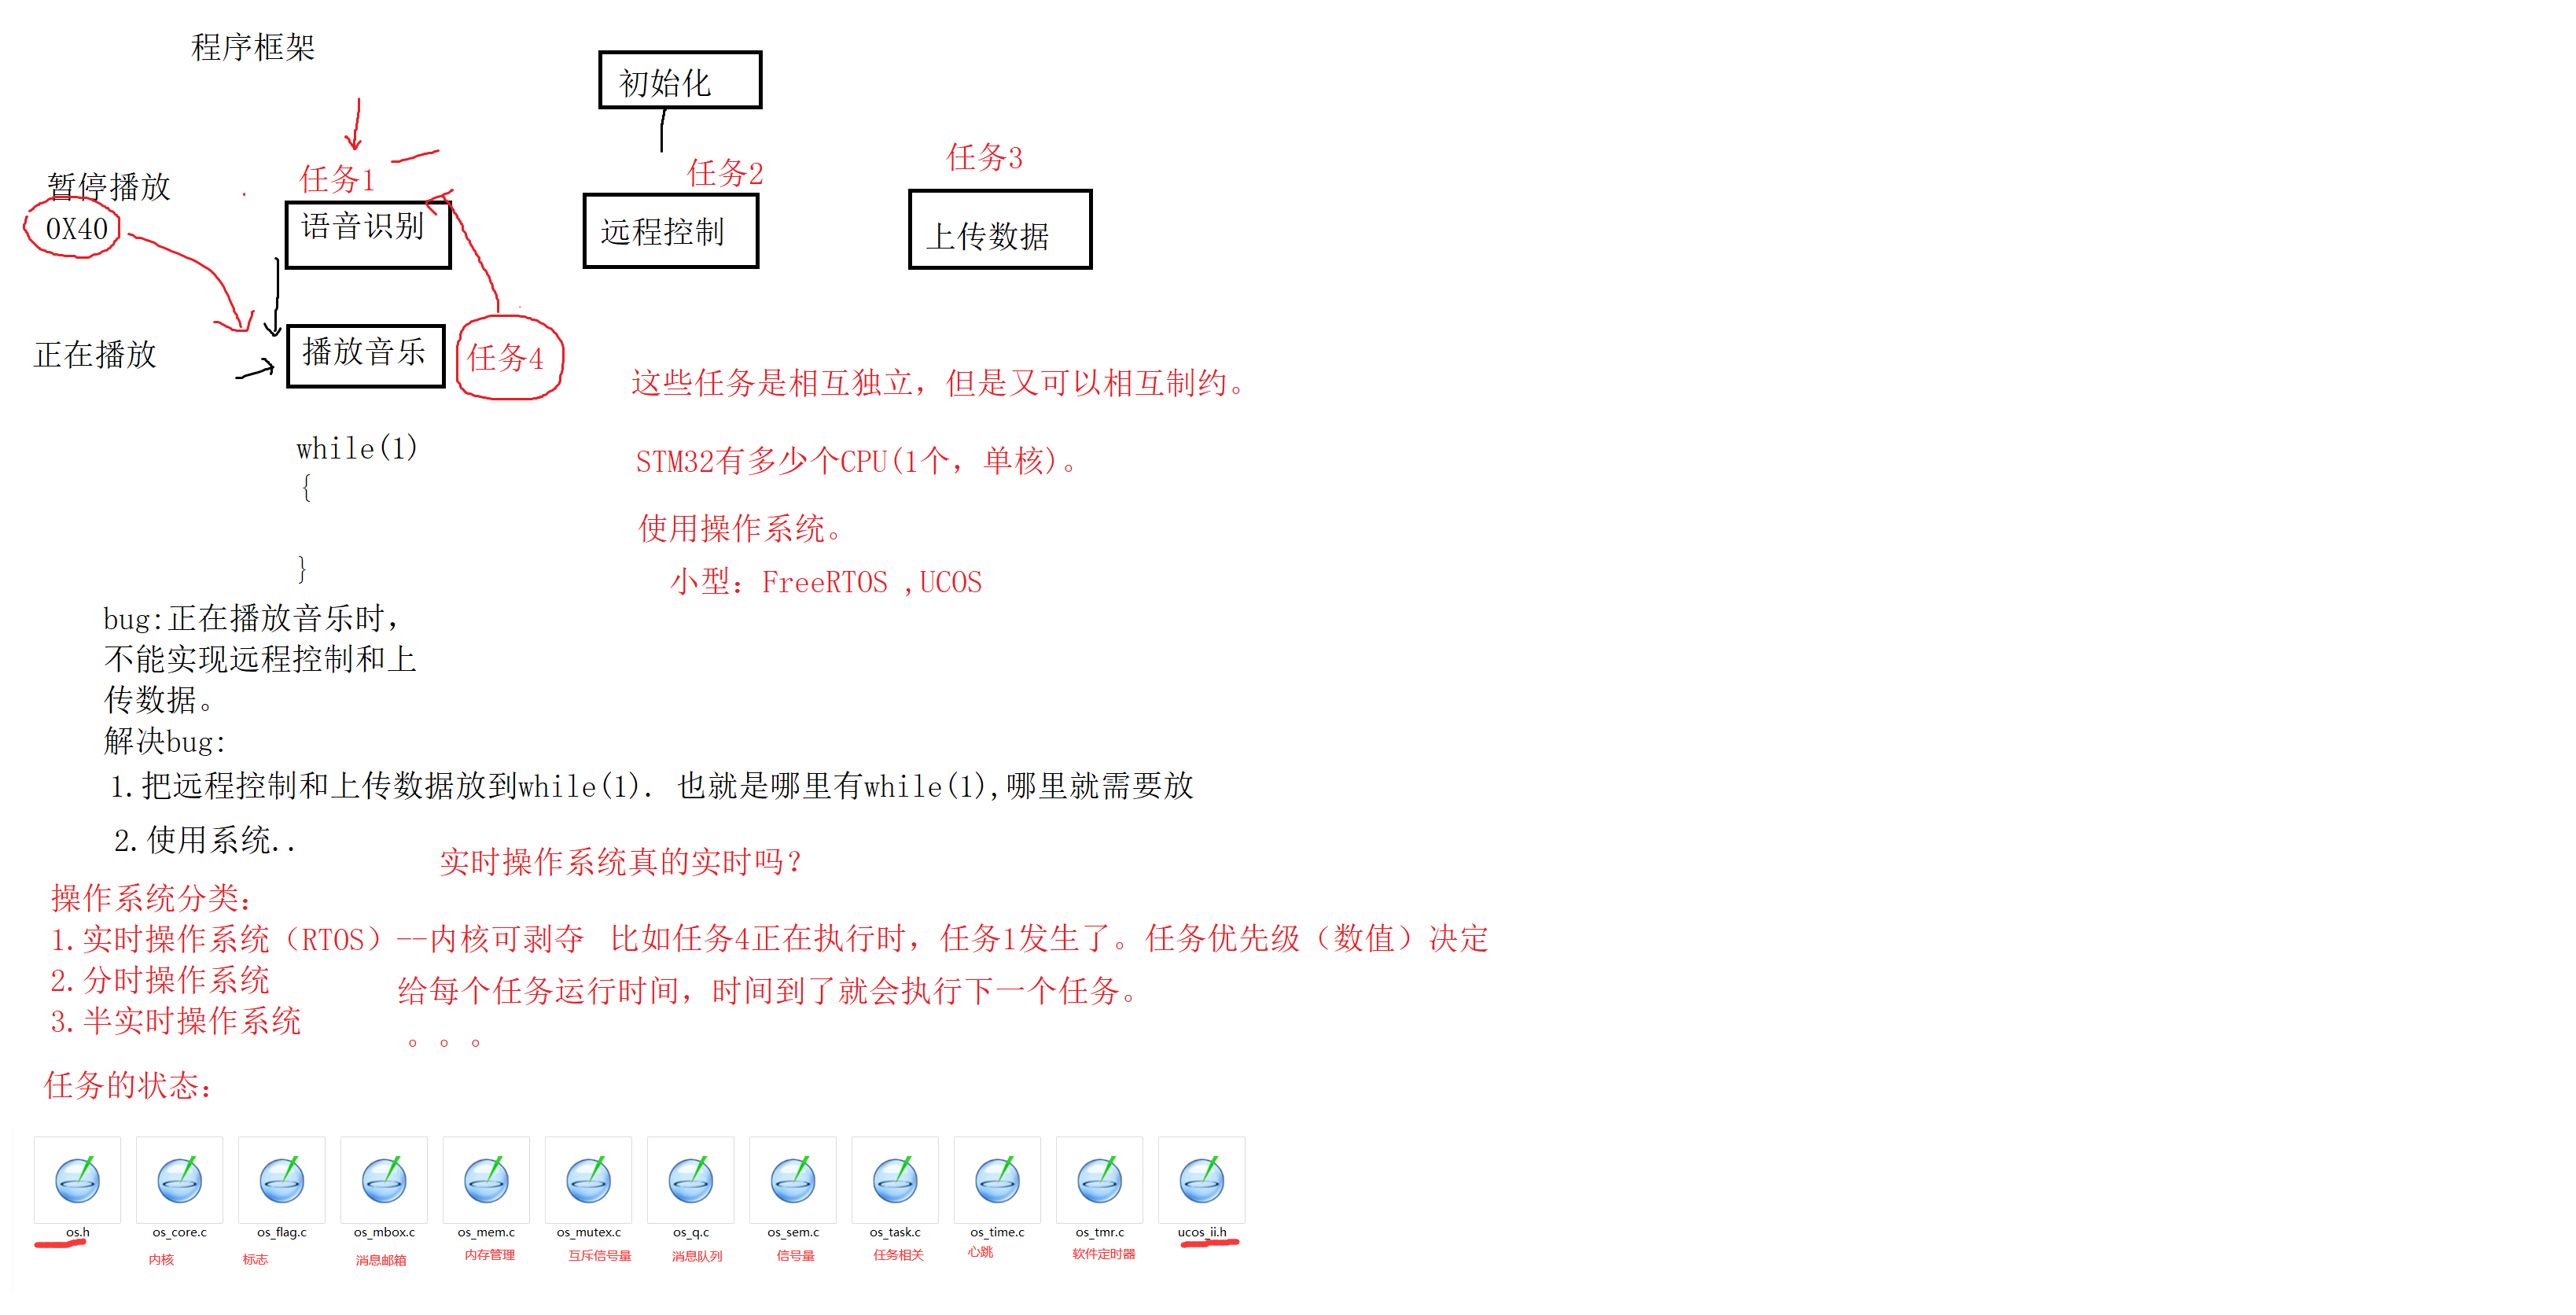 程序框架
初始化
任务1
任务2
任务3
暂停播放
0X40
语音识别
远程控制
上传数据
正在播放
播放音乐
任务4
这些任务是相互独立，但是又可以相互制约。
while(1)
{
}
STM32有多少个CPU(1个，单核)。
使用操作系统。
小型：FreeRTOS ,UCOS
bug:正在播放音乐时，
不能实现远程控制和上
传数据。
解决bug:
1.把远程控制和上传数据放到while(1). 也就是哪里有while(1),哪里就需要放
2.使用系统..
实时操作系统真的实时吗？
操作系统分类：
1.实时操作系统（RTOS）--内核可剥夺 比如任务4正在执行时，任务1发生了。任务优先级（数值）决定
2.分时操作系统 给每个任务运行时间，时间到了就会执行下一个任务。
3.半实时操作系统
。。。
任务的状态：
os.h os_core.c os_flag.c os_mbox.c os_mem.c os_mutex.c os_q.c os_sem.c os_task.c os_time.c os_tmr.c ucos_ii.h
内核 标志 消息邮箱 内存管理 互斥信号量 消息队列 信号量 任务相关 心跳 软件定时器